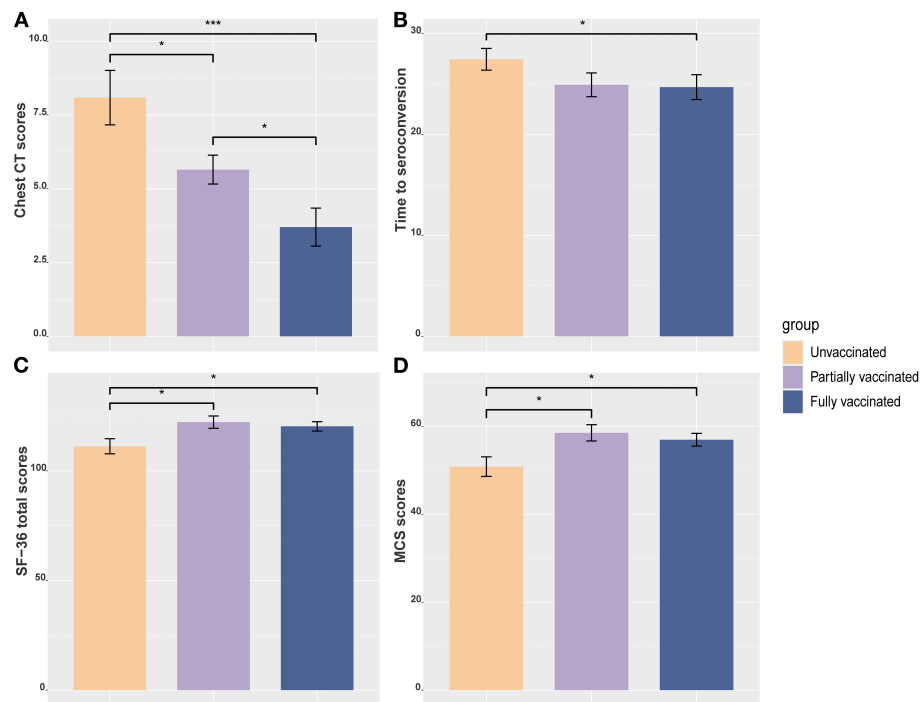 A
Chest CT scores
10.0
7.5
5.0
2.5
0.0
***
*
*
B
Time to seroconversion
30
20
10
0
*
C
SF−36 total scores
100
50
0
*
*
D
MCS scores
60
40
20
0
*
*
group
Unvaccinated
Partially vaccinated
Fully vaccinated